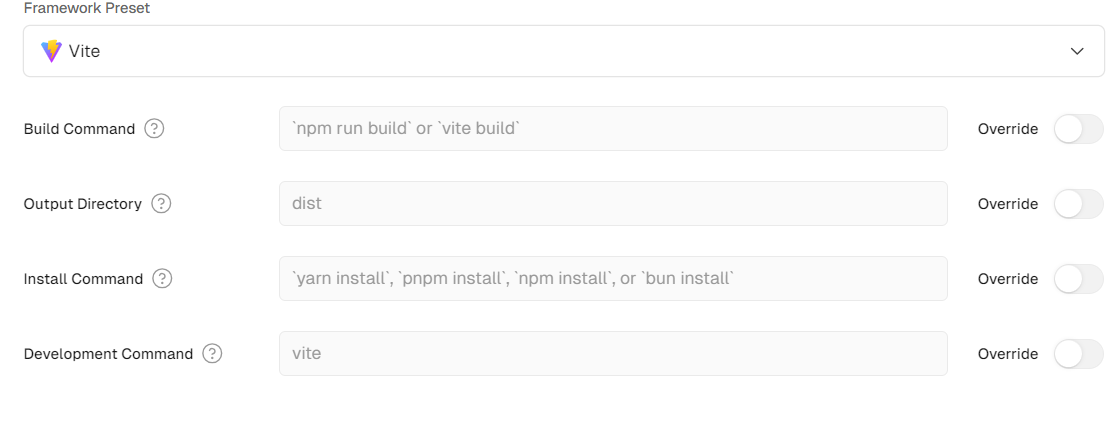 Framework Preset
Vite
Build Command
`npm run build` or `vite build`
Override
Output Directory
dist
Override
Install Command
`yarn install`, `pnpm install`, `npm install`, or `bun install`
Override
Development Command
vite
Override